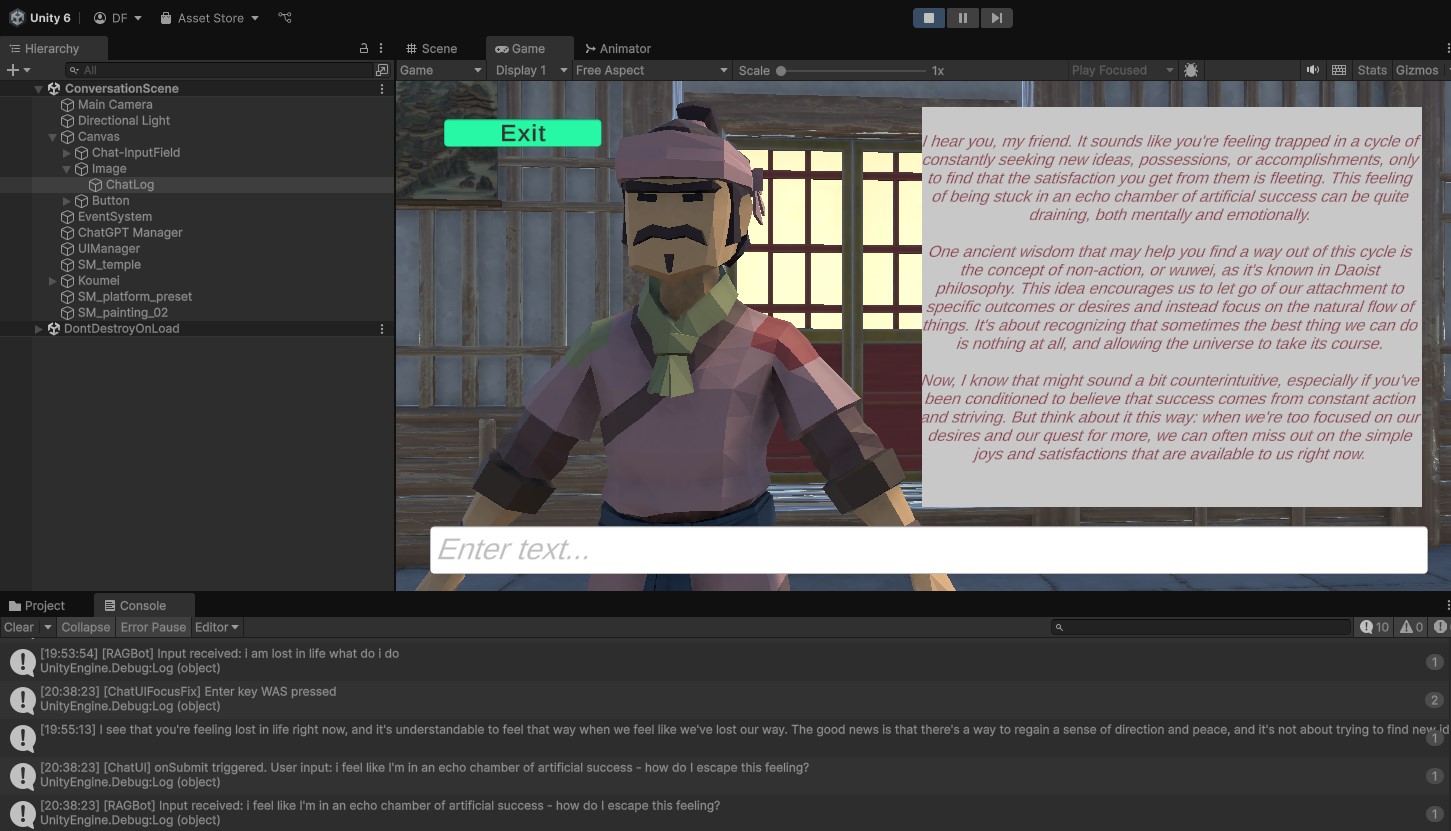 Unity 6
DF
Asset Store
Hierarchy
Scene
Game
Animator
All
Game
Display 1
Free Aspect
Scale
1x
Play Focused
Stats
Gizmos
ConversationScene
Main Camera
Directional Light
Canvas
Chat-InputField
Image
ChatLog
Button
EventSystem
ChatGPT Manager
UIManager
SM_temple
Koumei
SM_platform_preset
SM_painting_02
DontDestroyOnLoad
Exit
I hear you, my friend. It sounds like you're feeling trapped in a cycle of
constantly seeking new ideas, possessions, or accomplishments, only
to find that the satisfaction you get from them is fleeting. This feeling
of being stuck in an echo chamber of artificial success can be quite
draining, both mentally and emotionally.
One ancient wisdom that may help you find a way out of this cycle is
the concept of non-action, or wuwei, as it's known in Daoist
philosophy. This idea encourages us to let go of our attachment to
specific outcomes or desires and instead focus on the natural flow of
things. It's about recognizing that sometimes the best thing we can do
is nothing at all, and allowing the universe to take its course.
Now, I know that might sound a bit counterintuitive, especially if you've
been conditioned to believe that success comes from constant action
and striving. But think about it this way: when we're too focused on our
desires and our quest for more, we can often miss out on the simple
joys and satisfactions that are available to us right now.
Enter text...
Project
Console
Clear
Collapse
Error Pause
Editor
10
0
[19:53:54] [RAGBot] Input received: i am lost in life what do i do
UnityEngine.Debug:Log (object)
1
[20:38:23] [ChatUIFocusFix] Enter key WAS pressed
UnityEngine.Debug:Log (object)
2
[19:55:13] I see that you're feeling lost in life right now, and it's understandable to feel that way when we feel like we've lost our way. The good news is that there's a way to regain a sense of direction and peace, and it's not about trying to find new id
1
[20:38:23] [ChatUI] onSubmit triggered. User input: i feel like I'm in an echo chamber of artificial success - how do I escape this feeling?
UnityEngine.Debug:Log (object)
1
[20:38:23] [RAGBot] Input received: i feel like I'm in an echo chamber of artificial success - how do I escape this feeling?
UnityEngine.Debug:Log (object)
1